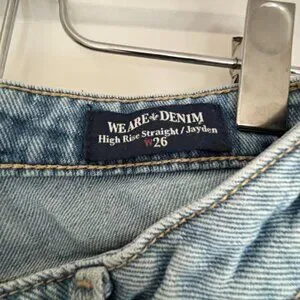 WE ARE DENIM
High Rise Straight / Jayden
W26